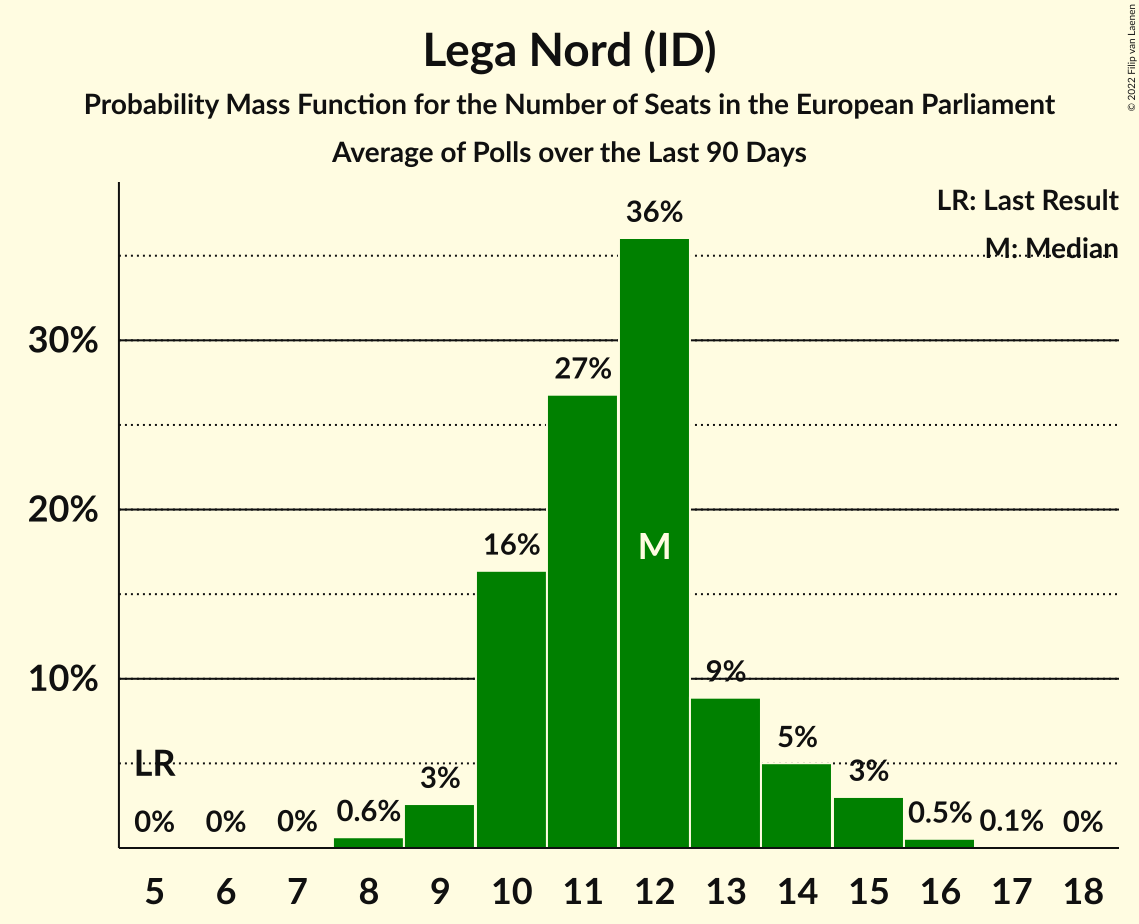 Lega Nord (ID)
Probability Mass Function for the Number of Seats in the European Parliament
Average of Polls over the Last 90 Days
© 2022 Filip van Laenen
LR: Last Result
M: Median
36%
30%
27%
20%
16%
M
10%
9%
5%
LR
3%
3%
0%
0%
0%
0.6%
0.5%
0.1%
0%
5 6 7 8 9 10 11 12 13 14 15 16 17 18